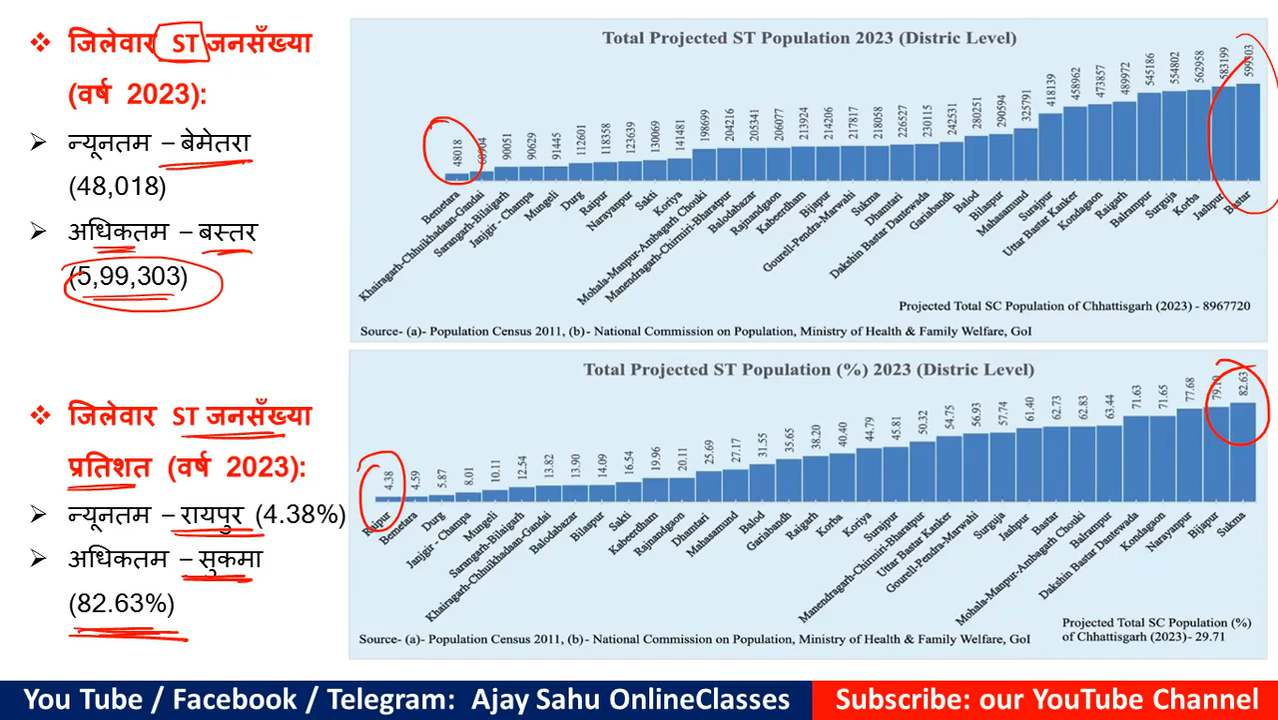 ❖ जिलेवार ST जनसँख्या
(वर्ष 2023):
➢ न्यूनतम – बेमेतरा
(48,018)
➢ अधिकतम – बस्तर
(5,99,303)
❖ जिलेवार ST जनसँख्या
प्रतिशत (वर्ष 2023):
➢ न्यूनतम – रायपुर (4.38%)
➢ अधिकतम – सुकमा
(82.63%)
Total Projected ST Population 2023 (Distric Level)
48018 60904 90051 90629 91445 112601 118358 123639 130069 141481 198699 204216 205341 206077 213924 214206 217817 218058 226527 230115 242531 280251 290594 325791 418139 458962 473857 489972 545186 554802 562958 583199 599303
Bemetara
Khairagarh-Chhuikhadaan-Gandai
Sarangarh-Bilaigarh
Janjgir - Champa
Mungeli
Durg
Raipur
Narayanpur
Sakti
Koriya
Mohala-Manpur-Ambagarh Chouki
Manendragarh-Chirmiri-Bharatpur
Balodabazar
Rajnandgaon
Kabeerdham
Bijapur
Gourell-Pendra-Marwahi
Sukma
Dhamtari
Dakshin Bastar Dantewada
Gariabandh
Balod
Bilaspur
Mahasamund
Surajpur
Uttar Bastar Kanker
Kondagaon
Raigarh
Balrampur
Surguja
Korba
Jashpur
Bastar
Projected Total SC Population of Chhattisgarh (2023) - 8967720
Source- (a)- Population Census 2011, (b)- National Commission on Population, Ministry of Health & Family Welfare, GoI
Total Projected ST Population (%) 2023 (Distric Level)
4.38 4.59 5.87 8.01 10.11 12.54 13.82 13.90 14.09 16.54 19.96 20.11 25.69 27.17 31.55 35.65 38.20 40.40 44.79 45.81 50.32 54.75 56.93 57.74 61.40 62.73 62.83 63.44 71.63 71.65 77.68 79.19 82.63
Raipur
Bemetara
Durg
Janjgir - Champa
Mungeli
Sarangarh-Bilaigarh
Khairagarh-Chhuikhadaan-Gandai
Balodabazar
Bilaspur
Sakti
Kabeerdham
Rajnandgaon
Dhamtari
Mahasamund
Balod
Gariabandh
Raigarh
Korba
Koriya
Surajpur
Manendragarh-Chirmiri-Bharatpur
Uttar Bastar Kanker
Gourell-Pendra-Marwahi
Surguja
Jashpur
Bastar
Mohala-Manpur-Ambagarh Chouki
Balrampur
Dakshin Bastar Dantewada
Kondagaon
Narayanpur
Bijapur
Sukma
Source- (a)- Population Census 2011, (b)- National Commission on Population, Ministry of Health & Family Welfare, GoI
Projected Total SC Population (%)
of Chhattisgarh (2023)- 29.71
You Tube / Facebook / Telegram: Ajay Sahu OnlineClasses
Subscribe: our YouTube Channel